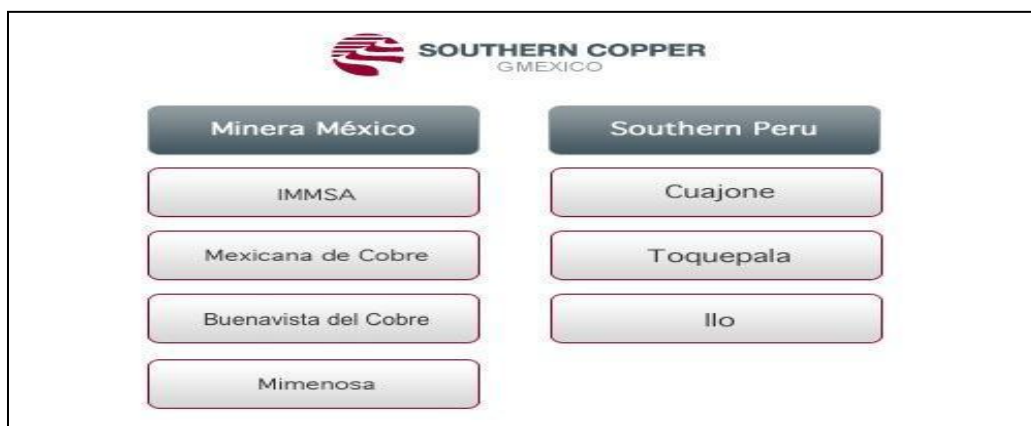 SOUTHERN COPPER
GMEXICO
Minera México
IMMSA
Mexicana de Cobre
Buenavista del Cobre
Mimenosa
Southern Peru
Cuajone
Toquepala
Ilo